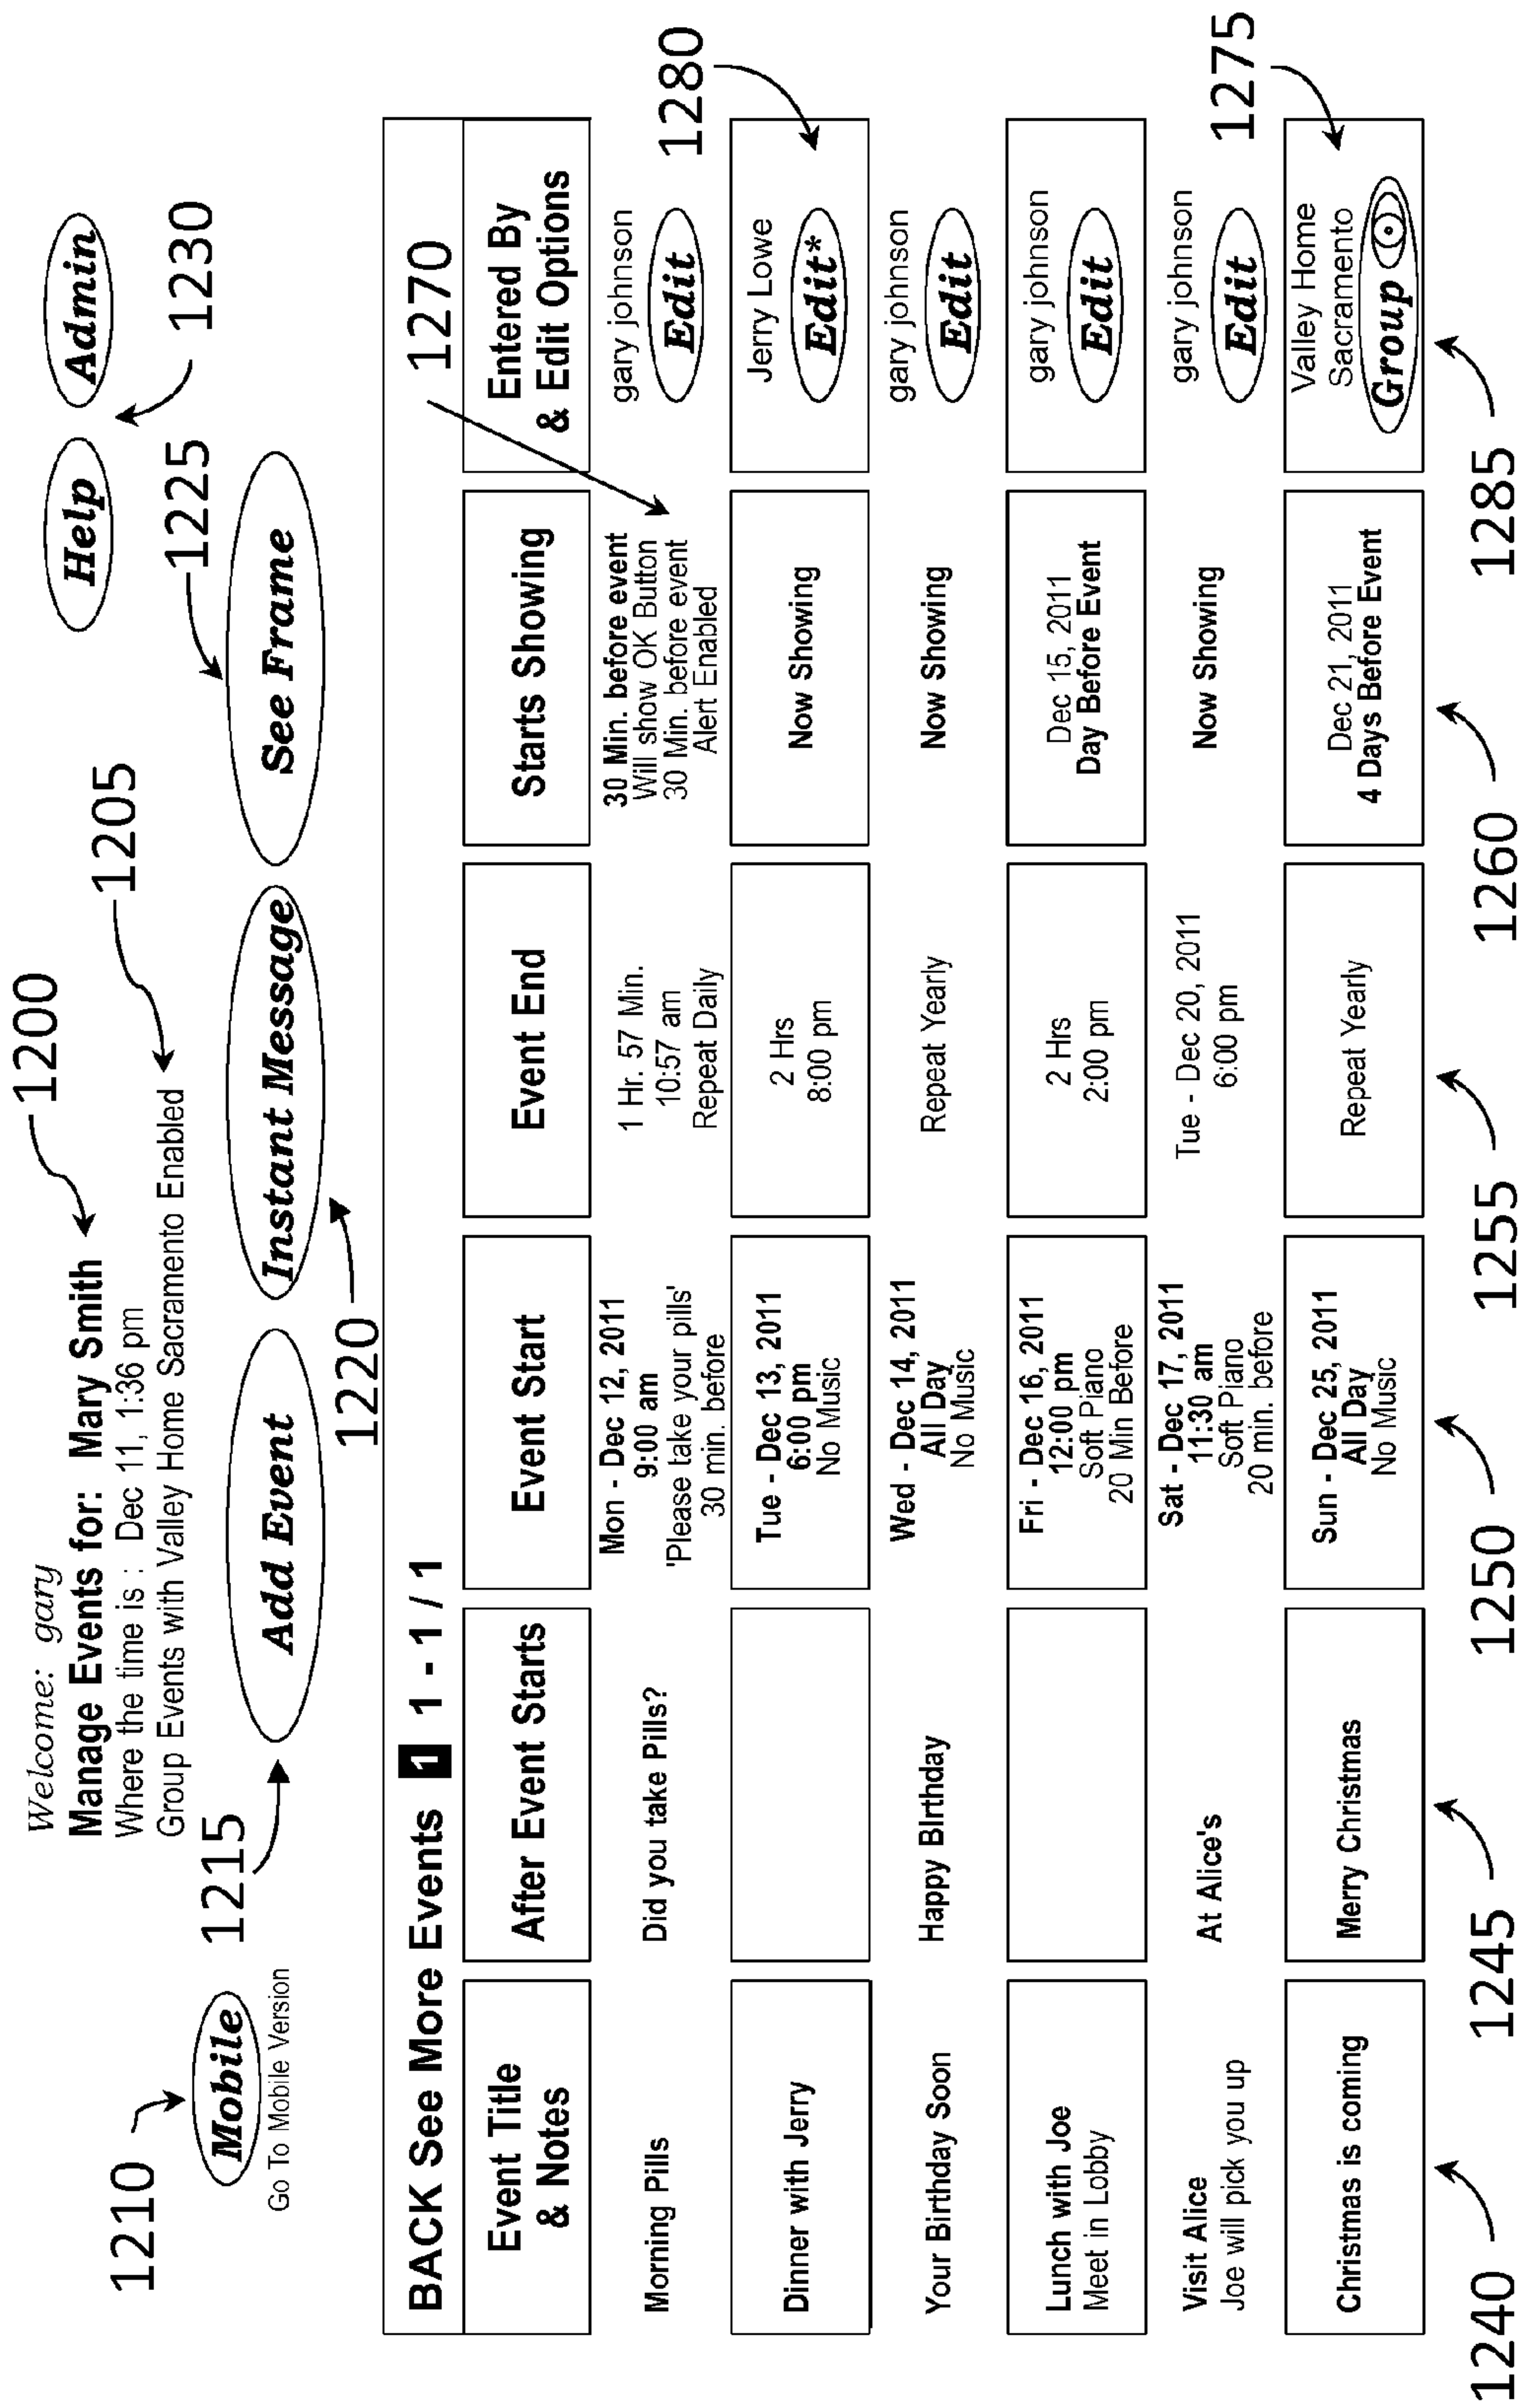 1200
Welcome: gary
Manage Events for: Mary Smith
Where the time is : Dec 11, 1:36 pm
Group Events with Valley Home Sacramento Enabled
1205
Help
Admin
1230
1210
Mobile
Go To Mobile Version
1215
Add Event
Instant Message
1220
See Frame
1225
BACK See More Events 1 1 - 1 / 1
1270
Event Title
& Notes
After Event Starts
Event Start
Event End
Starts Showing
Entered By
& Edit Options
Morning Pills
Did you take Pills?
Mon - Dec 12, 2011
9:00 am
'Please take your pills'
30 min. before
1 Hr. 57 Min.
10:57 am
Repeat Daily
30 Min. before event
Will show OK Button
30 Min. before event
Alert Enabled
gary johnson
Edit
1280
Dinner with Jerry
Tue - Dec 13, 2011
6:00 pm
No Music
2 Hrs
8:00 pm
Now Showing
Jerry Lowe
Edit*
Your Birthday Soon
Happy BIrthday
Wed - Dec 14, 2011
All Day
No Music
Repeat Yearly
Now Showing
gary johnson
Edit
Lunch with Joe
Meet in Lobby
Fri - Dec 16, 2011
12:00 pm
Soft Piano
20 Min Before
2 Hrs
2:00 pm
Dec 15, 2011
Day Before Event
gary johnson
Edit
Visit Alice
Joe will pick you up
At Alice's
Sat - Dec 17, 2011
11:30 am
Soft Piano
20 min. before
Tue - Dec 20, 2011
6:00 pm
Now Showing
gary johnson
Edit
1275
Christmas is coming
Merry Christmas
Sun - Dec 25, 2011
All Day
No Music
Repeat Yearly
Dec 21, 2011
4 Days Before Event
Valley Home
Sacramento
Group
1240
1245
1250
1255
1260
1285